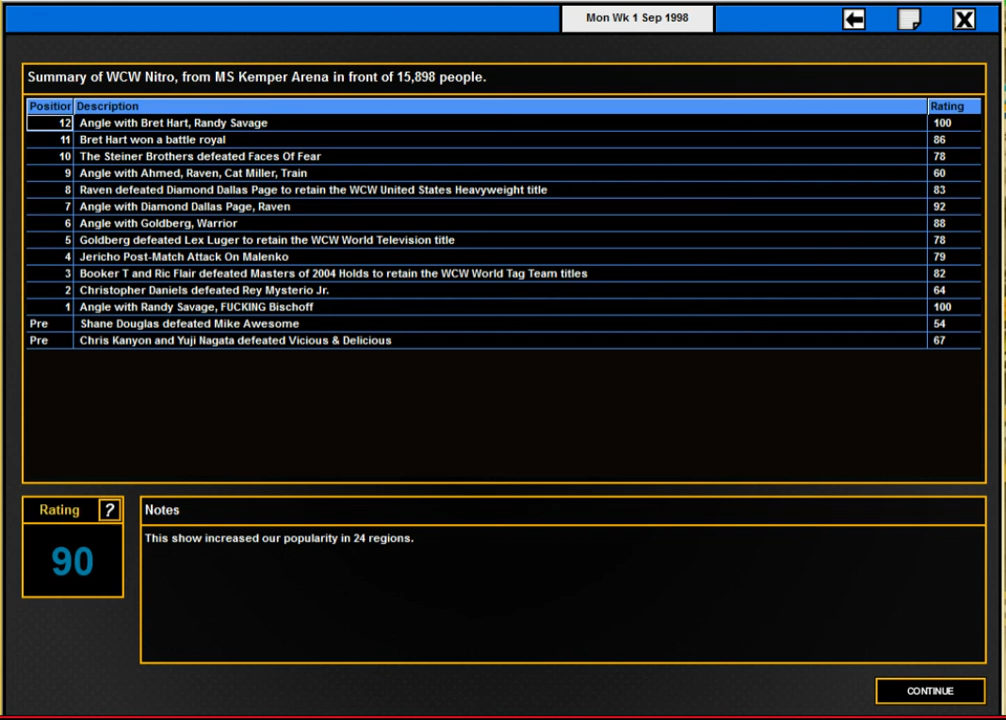 Mon Wk 1 Sep 1998
X
Summary of WCW Nitro, from MS Kemper Arena in front of 15,898 people.
Position Description Rating
12 Angle with Bret Hart, Randy Savage 100
11 Bret Hart won a battle royal 86
10 The Steiner Brothers defeated Faces Of Fear 78
9 Angle with Ahmed, Raven, Cat Miller, Train 60
8 Raven defeated Diamond Dallas Page to retain the WCW United States Heavyweight title 83
7 Angle with Diamond Dallas Page, Raven 92
6 Angle with Goldberg, Warrior 88
5 Goldberg defeated Lex Luger to retain the WCW World Television title 78
4 Jericho Post-Match Attack On Malenko 79
3 Booker T and Ric Flair defeated Masters of 2004 Holds to retain the WCW World Tag Team titles 82
2 Christopher Daniels defeated Rey Mysterio Jr. 64
1 Angle with Randy Savage, FUCKING Bischoff 100
Pre Shane Douglas defeated Mike Awesome 54
Pre Chris Kanyon and Yuji Nagata defeated Vicious & Delicious 67
Rating ?
90
Notes
This show increased our popularity in 24 regions.
CONTINUE